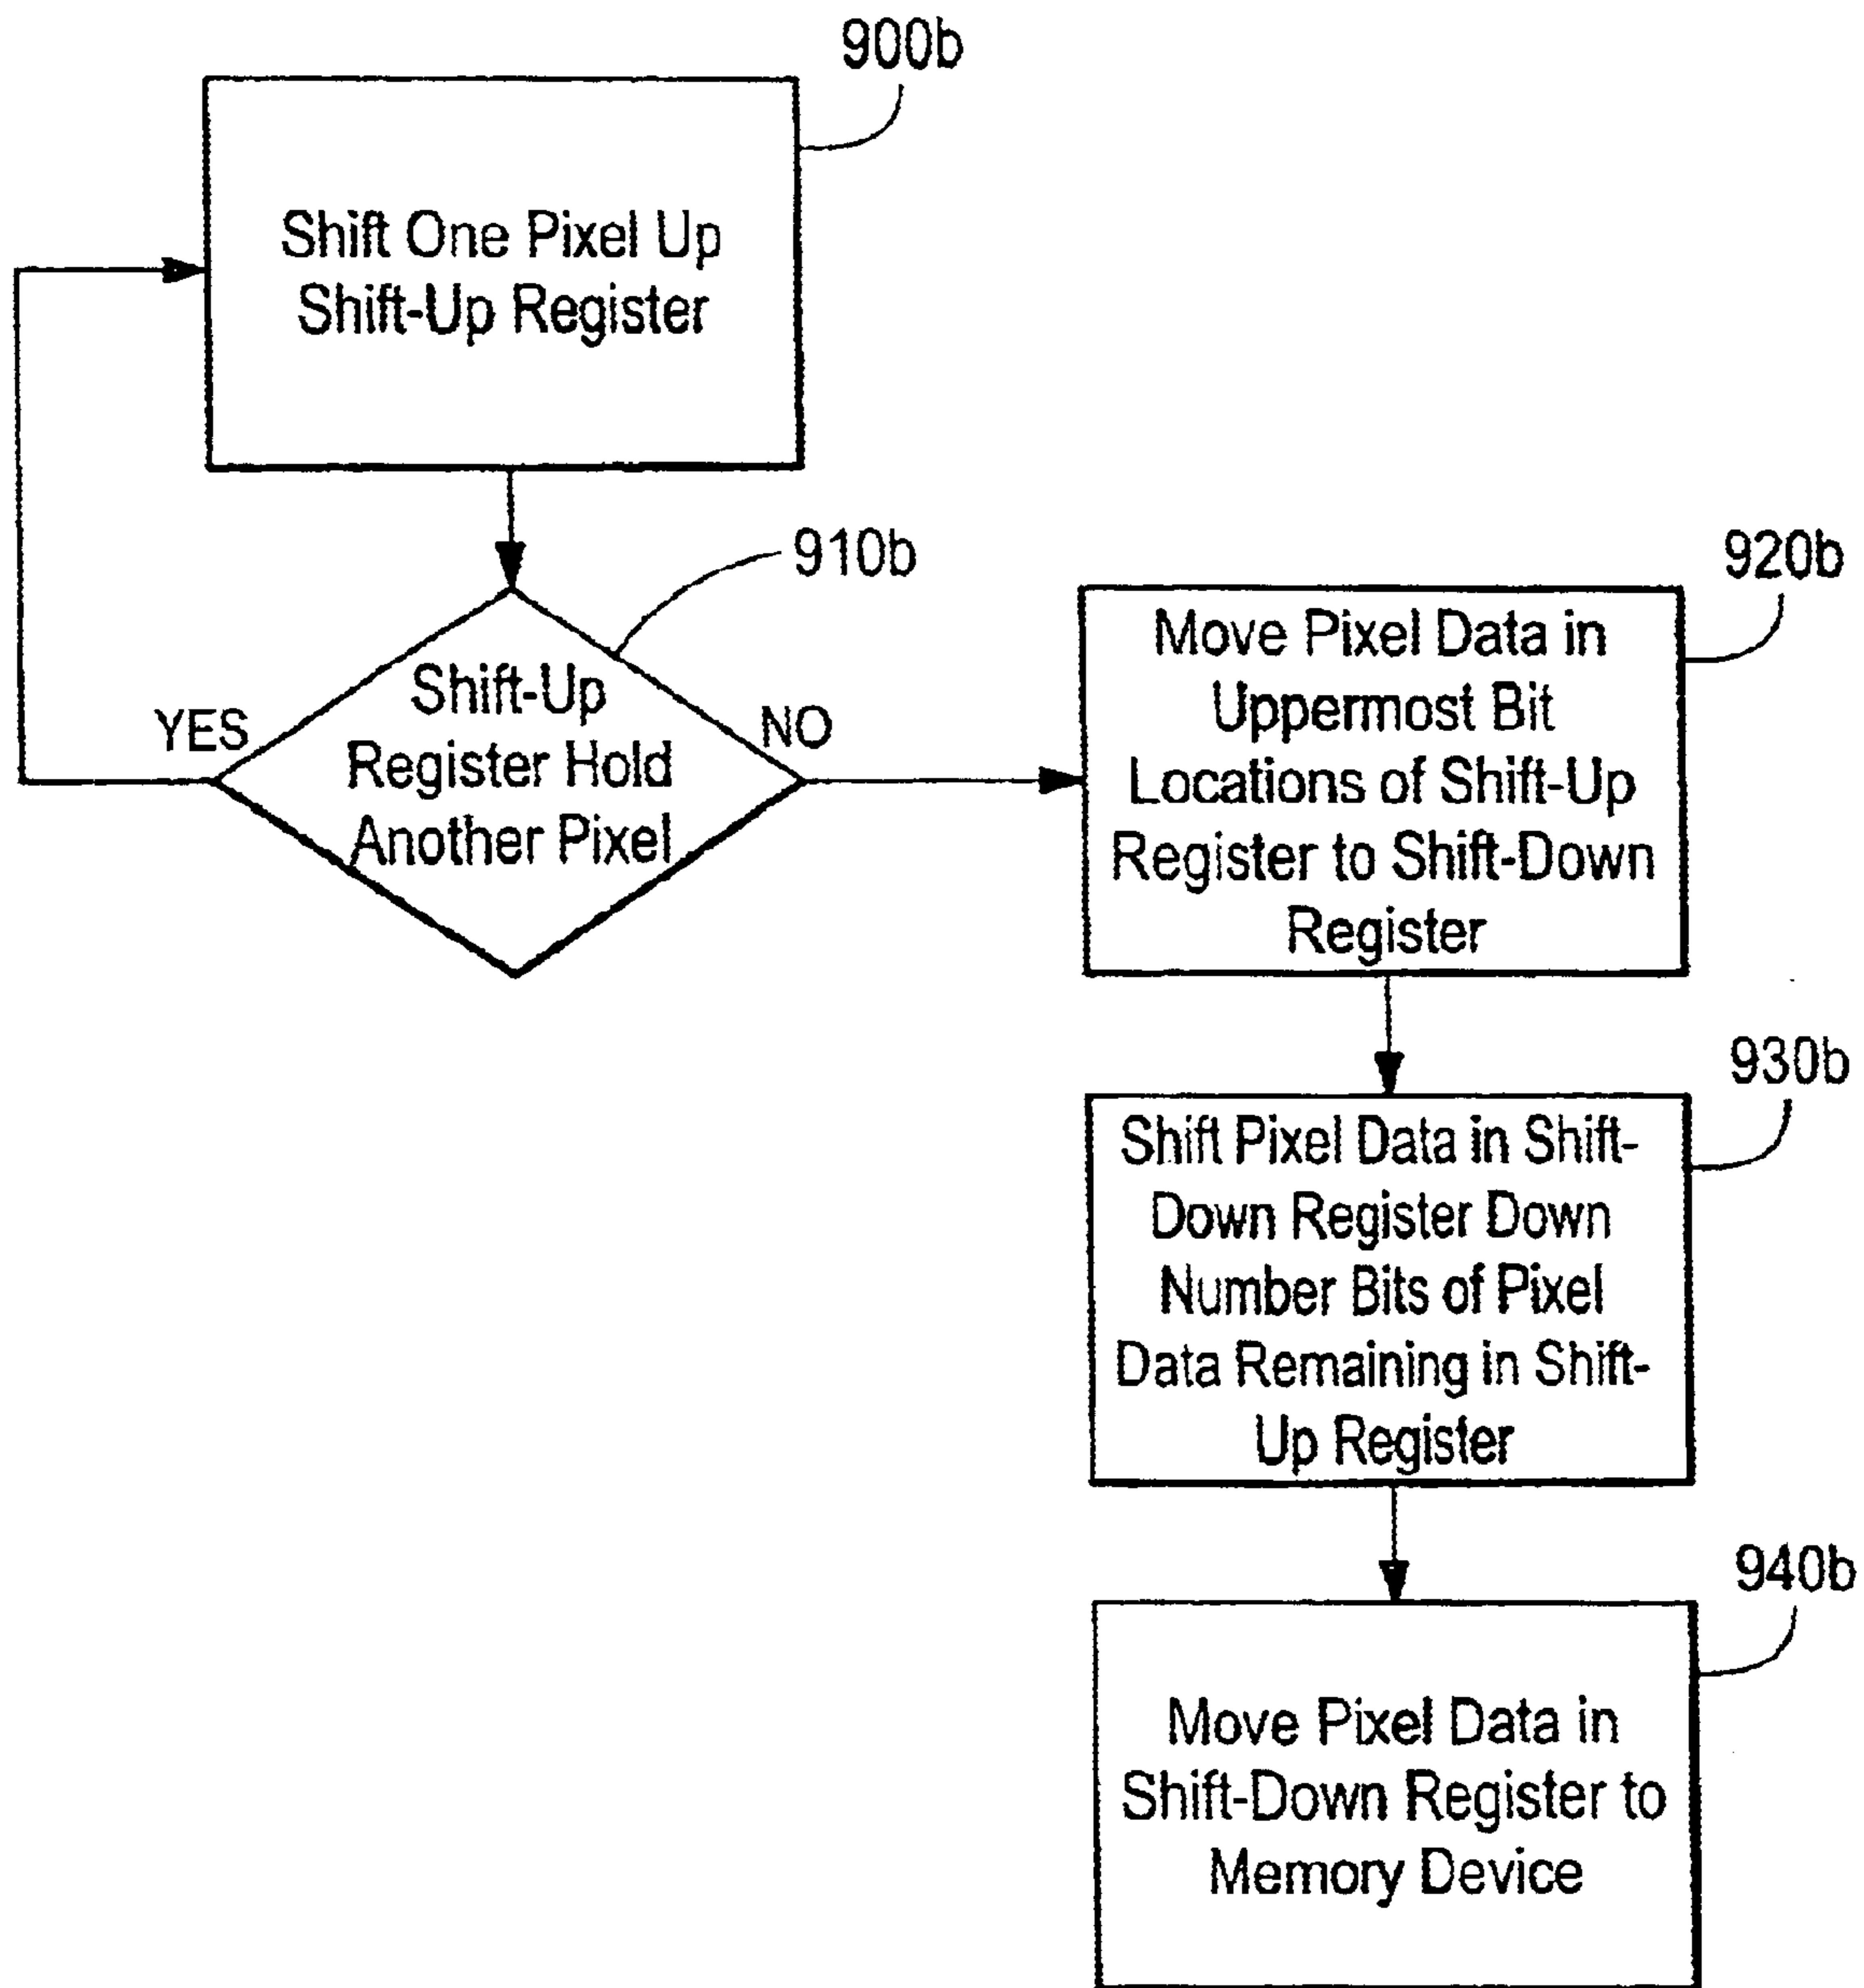 900b
Shift One Pixel Up
Shift-Up Register
910b
Shift-Up
Register Hold
Another Pixel
YES
NO
920b
Move Pixel Data in
Uppermost Bit
Locations of Shift-Up
Register to Shift-Down
Register
930b
Shift Pixel Data in Shift-
Down Register Down
Number Bits of Pixel
Data Remaining in Shift-
Up Register
940b
Move Pixel Data in
Shift-Down Register to
Memory Device